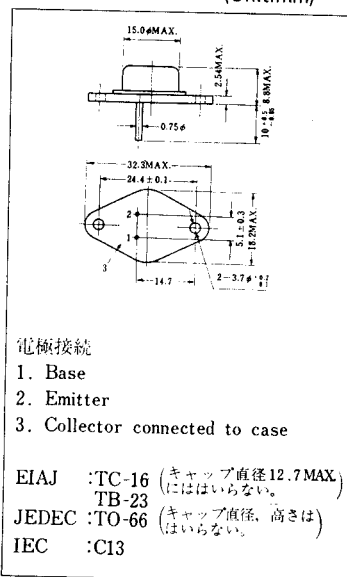 (Unit:mm)
15.0φMAX.
2.54MAX.
8.8MAX.
10 +0.5 -0.05
0.75φ
32.3MAX.
24.4±0.1
2
1
3
5.1±0.3
18.2MAX.
14.7
2-3.7φ
電極接続
1. Base
2. Emitter
3. Collector connected to case
EIAJ :TC-16 (キャップ直径12.7MAX.
TB-23 にははいらない。)
JEDEC :TO-66 (キャップ直径, 高さは
はいらない。)
IEC :C13